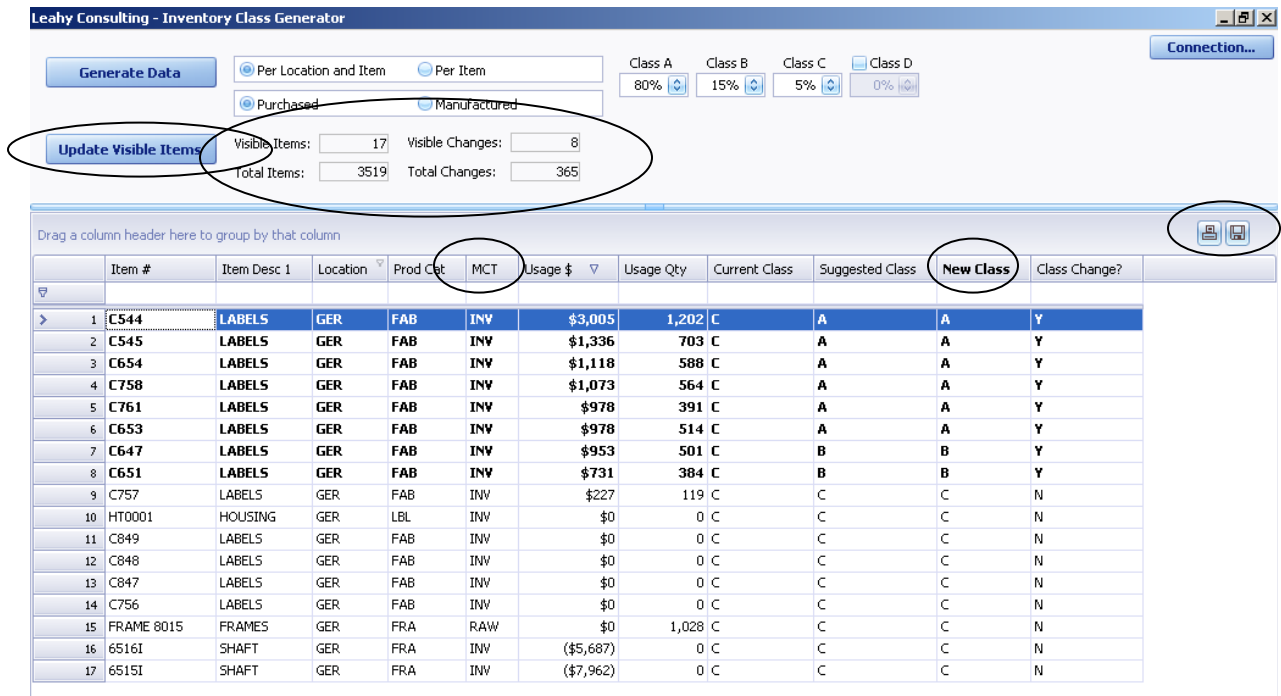 Leahy Consulting - Inventory Class Generator
Connection...
Generate Data
Per Location and Item Per Item
Class A Class B Class C Class D
80% 15% 5% 0%
Purchased Manufactured
Update Visible Items
Visible Items: 17 Visible Changes: 8
Total Items: 3519 Total Changes: 365
Drag a column header here to group by that column
Item # Item Desc 1 Location Prod Cat MCT Usage $ Usage Qty Current Class Suggested Class New Class Class Change?
1 C544 LABELS GER FAB INV $3,005 1,202 C A A Y
2 C545 LABELS GER FAB INV $1,336 703 C A A Y
3 C654 LABELS GER FAB INV $1,118 588 C A A Y
4 C758 LABELS GER FAB INV $1,073 564 C A A Y
5 C761 LABELS GER FAB INV $978 391 C A A Y
6 C653 LABELS GER FAB INV $978 514 C A A Y
7 C647 LABELS GER FAB INV $953 501 C B B Y
8 C651 LABELS GER FAB INV $731 384 C B B Y
9 C757 LABELS GER FAB INV $227 119 C C C N
10 HT0001 HOUSING GER LBL INV $0 0 C C C N
11 C849 LABELS GER FAB INV $0 0 C C C N
12 C848 LABELS GER FAB INV $0 0 C C C N
13 C847 LABELS GER FAB INV $0 0 C C C N
14 C756 LABELS GER FAB INV $0 0 C C C N
15 FRAME 8015 FRAMES GER FRA RAW $0 1,028 C C C N
16 6516I SHAFT GER FRA INV ($5,687) 0 C C C N
17 6515I SHAFT GER FRA INV ($7,962) 0 C C C N